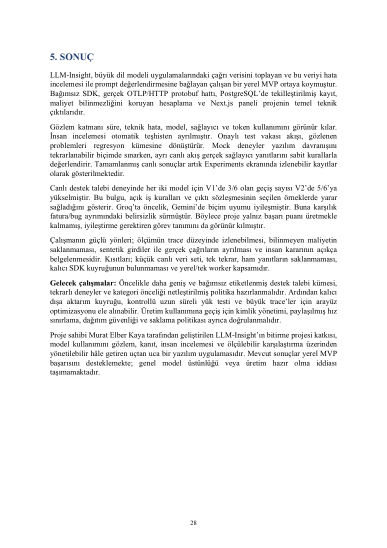 5. SONUÇ
LLM-Insight, büyük dil modeli uygulamalarındaki çağrı verisini toplayan ve bu veriyi hata
incelemesi ile prompt değerlendirmesine bağlayan çalışan bir yerel MVP ortaya koymuştur.
Bağımsız SDK, gerçek OTLP/HTTP protobuf hattı, PostgreSQL'de tekilleştirilmiş kayıt,
maliyet bilinmezliğini koruyan hesaplama ve Next.js paneli projenin temel teknik
çıktılarıdır.
Gözlem katmanı süre, teknik hata, model, sağlayıcı ve token kullanımını görünür kılar.
İnsan incelemesi otomatik teşhisten ayrılmıştır. Onaylı test vakası akışı, gözlenen
problemleri regresyon kümesine dönüştürür. Mock deneyler yazılım davranışını
tekrarlanabilir biçimde sınarken, ayrı canlı akış gerçek sağlayıcı yanıtlarını sabit kurallarla
değerlendirir. Tamamlanmış canlı sonuçlar artık Experiments ekranında izlenebilir kayıtlar
olarak gösterilmektedir.
Canlı destek talebi deneyinde her iki model için V1'de 3/6 olan geçiş sayısı V2'de 5/6'ya
yükselmiştir. Bu bulgu, açık iş kuralları ve çıktı sözleşmesinin seçilen örneklerde yarar
sağladığını gösterir. Groq'ta öncelik, Gemini'de biçim uyumu iyileşmiştir. Buna karşılık
fatura/bug ayrımındaki belirsizlik sürmüştür. Böylece proje yalnız başarı puanı üretmekle
kalmamış, iyileştirme gerektiren görev tanımını da görünür kılmıştır.
Çalışmanın güçlü yönleri; ölçümün trace düzeyinde izlenebilmesi, bilinmeyen maliyetin
saklanmaması, sentetik girdiler ile gerçek çağrıların ayrılması ve insan kararının açıkça
belgelenmesidir. Kısıtları; küçük canlı veri seti, tek tekrar, ham yanıtların saklanmaması,
kalıcı SDK kuyruğunun bulunmaması ve yerel/tek worker kapsamıdır.
Gelecek çalışmalar: Öncelikle daha geniş ve bağımsız etiketlenmiş destek talebi kümesi,
tekrarlı deneyler ve kategori önceliği netleştirilmiş politika hazırlanmalıdır. Ardından kalıcı
dışa aktarım kuyruğu, kontrollü uzun süreli yük testi ve büyük trace'ler için arayüz
optimizasyonu ele alınabilir. Üretim kullanımına geçiş için kimlik yönetimi, paylaşılmış hız
sınırlama, dağıtım güvenliği ve saklama politikası ayrıca doğrulanmalıdır.
Proje sahibi Murat Elber Kaya tarafından geliştirilen LLM-Insight'ın bitirme projesi katkısı,
model kullanımını gözlem, kanıt, insan incelemesi ve ölçülebilir karşılaştırma üzerinden
yönetilebilir hâle getiren uçtan uca bir yazılım uygulamasıdır. Mevcut sonuçlar yerel MVP
başarısını desteklemekte; genel model üstünlüğü veya üretim hazır olma iddiası
taşımamaktadır.
28